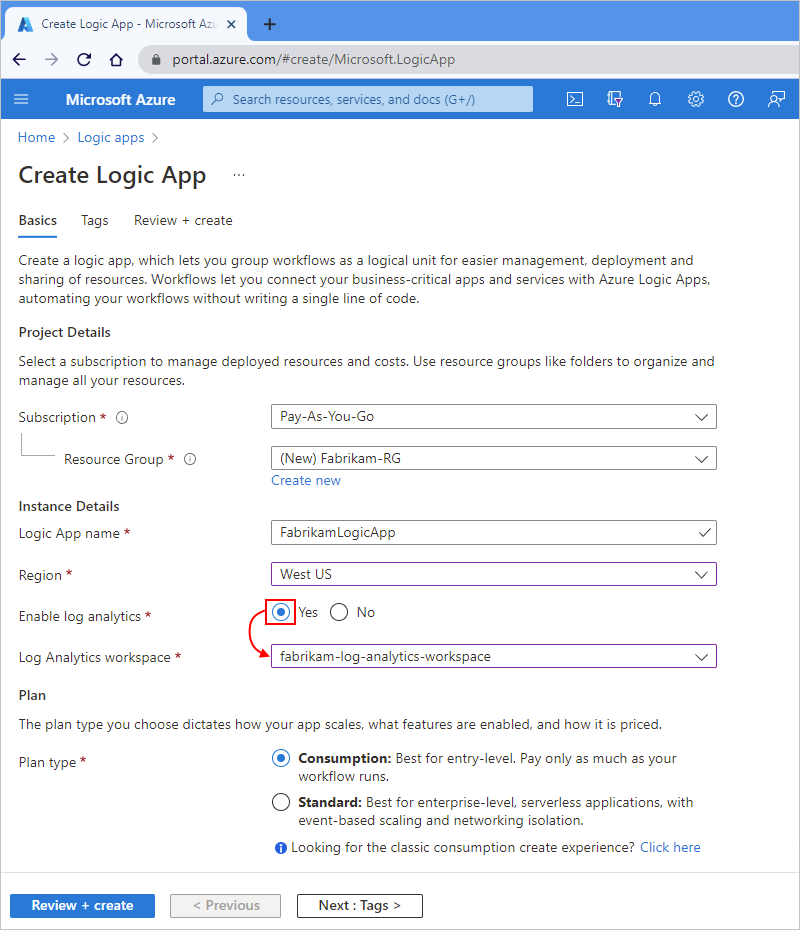 Create Logic App - Microsoft Azu
portal.azure.com/#create/Microsoft.LogicApp
Microsoft Azure
Search resources, services, and docs (G+/)
Home > Logic apps >
Create Logic App ...
Basics Tags Review + create
Create a logic app, which lets you group workflows as a logical unit for easier management, deployment and
sharing of resources. Workflows let you connect your business-critical apps and services with Azure Logic Apps,
automating your workflows without writing a single line of code.
Project Details
Select a subscription to manage deployed resources and costs. Use resource groups like folders to organize and
manage all your resources.
Subscription * Pay-As-You-Go
Resource Group * (New) Fabrikam-RG
Create new
Instance Details
Logic App name * FabrikamLogicApp
Region * West US
Enable log analytics * Yes No
Log Analytics workspace * fabrikam-log-analytics-workspace
Plan
The plan type you choose dictates how your app scales, what features are enabled, and how it is priced.
Plan type * Consumption: Best for entry-level. Pay only as much as your
workflow runs.
Standard: Best for enterprise-level, serverless applications, with
event-based scaling and networking isolation.
Looking for the classic consumption create experience? Click here
Review + create < Previous Next : Tags >